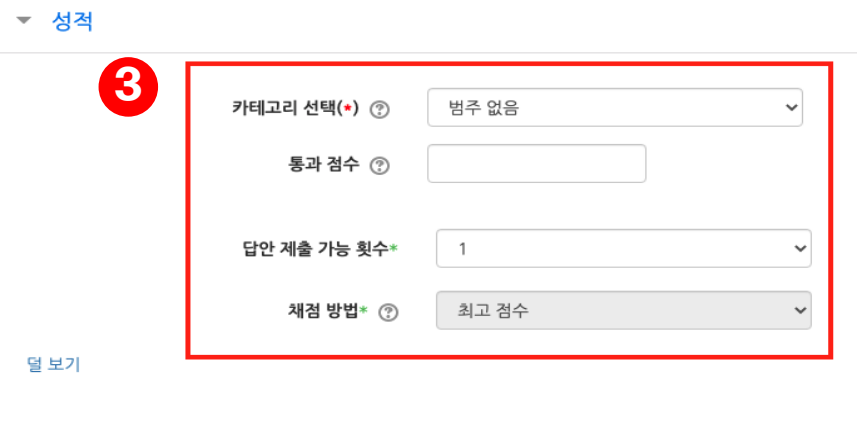 성적
3
카테고리 선택(*) ? 범주 없음
통과 점수 ?
답안 제출 가능 횟수* 1
채점 방법* ? 최고 점수
덜 보기